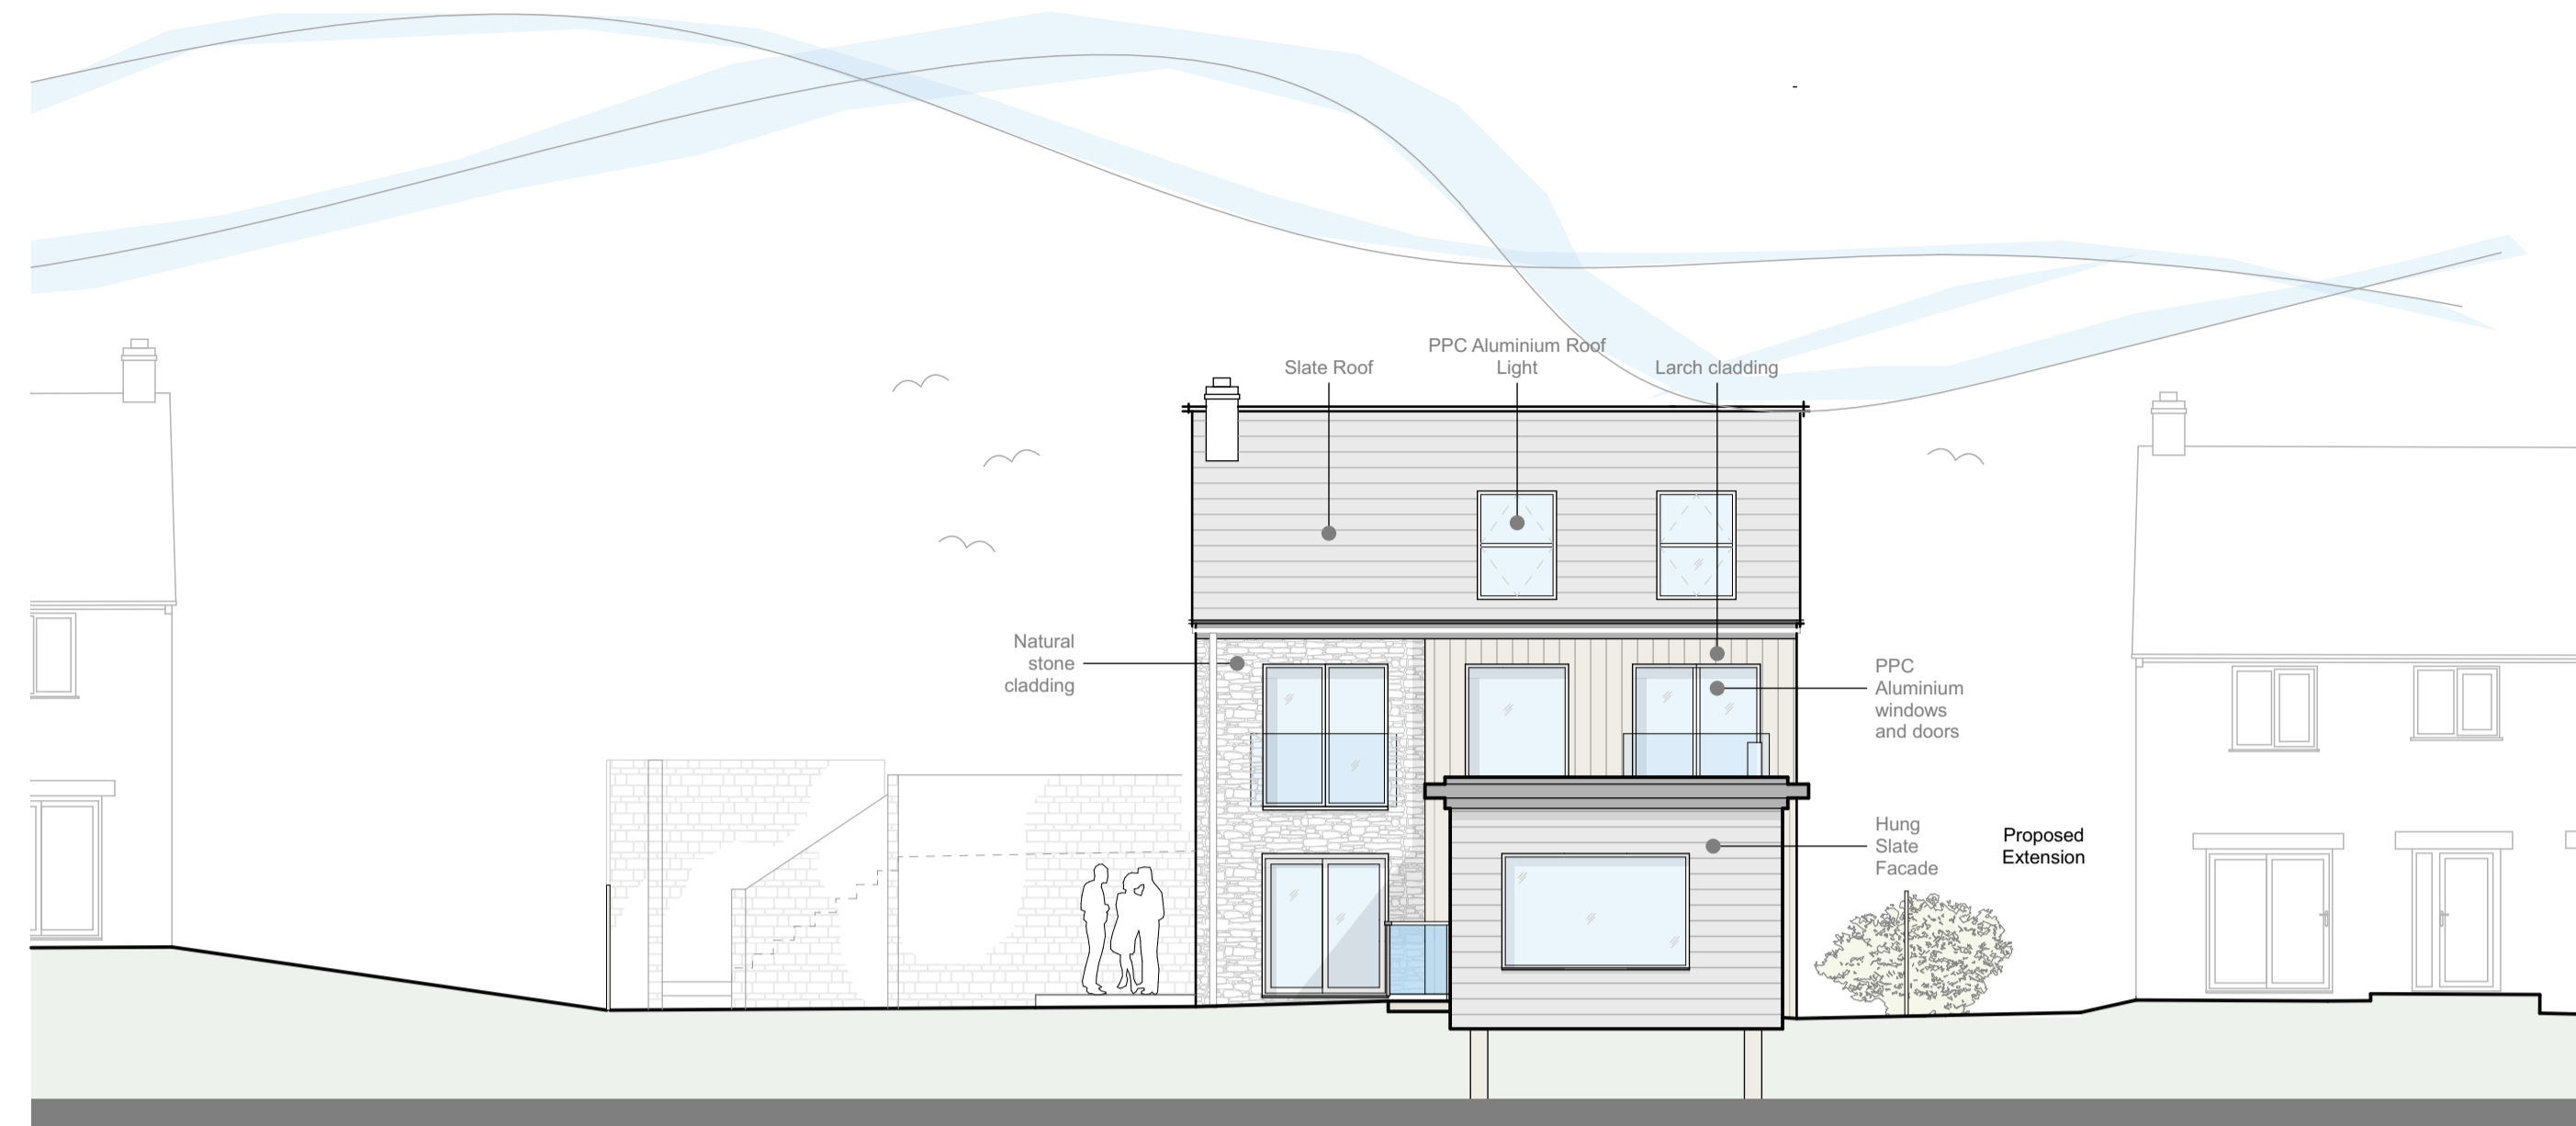 PPC Aluminium Roof
Light
Slate Roof
Larch cladding
Natural
stone
cladding
PPC
Aluminium
windows
and doors
Hung
Slate
Facade
Proposed
Extension
-